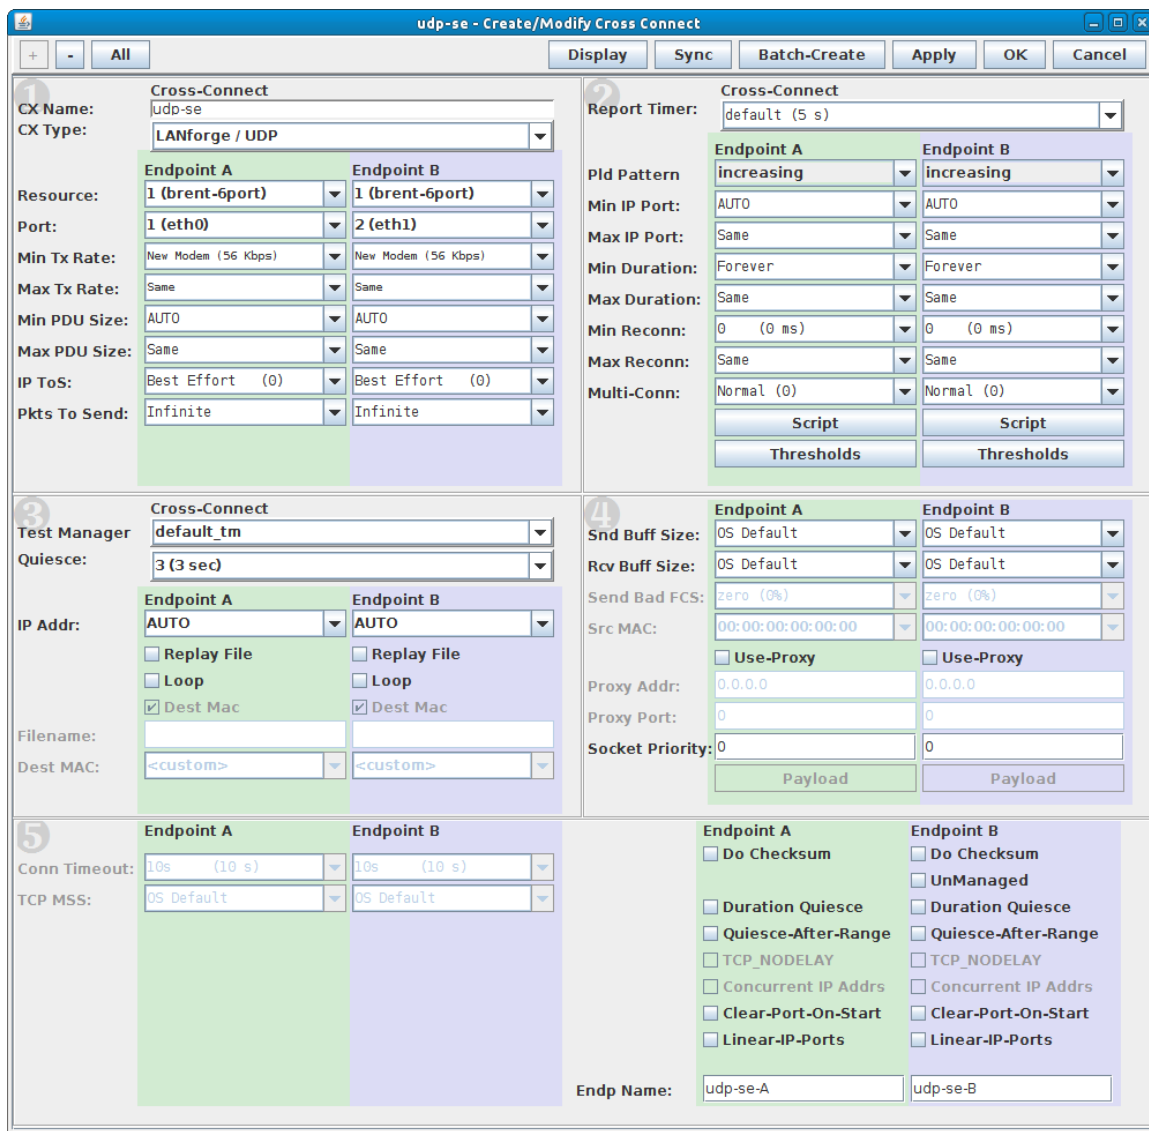 udp-se - Create/Modify Cross Connect
+ - All Display Sync Batch-Create Apply OK Cancel
1
Cross-Connect
CX Name: udp-se
CX Type: LANforge / UDP
Endpoint A Endpoint B
Resource: 1 (brent-6port) 1 (brent-6port)
Port: 1 (eth0) 2 (eth1)
Min Tx Rate: New Modem (56 Kbps) New Modem (56 Kbps)
Max Tx Rate: Same Same
Min PDU Size: AUTO AUTO
Max PDU Size: Same Same
IP ToS: Best Effort (0) Best Effort (0)
Pkts To Send: Infinite Infinite
2
Cross-Connect
Report Timer: default (5 s)
Endpoint A Endpoint B
Pld Pattern increasing increasing
Min IP Port: AUTO AUTO
Max IP Port: Same Same
Min Duration: Forever Forever
Max Duration: Same Same
Min Reconn: 0 (0 ms) 0 (0 ms)
Max Reconn: Same Same
Multi-Conn: Normal (0) Normal (0)
Script Script
Thresholds Thresholds
3
Cross-Connect
Test Manager default_tm
Quiesce: 3 (3 sec)
Endpoint A Endpoint B
IP Addr: AUTO AUTO
Replay File Replay File
Loop Loop
Dest Mac Dest Mac
Filename:
Dest MAC: <custom> <custom>
4
Endpoint A Endpoint B
Snd Buff Size: OS Default OS Default
Rcv Buff Size: OS Default OS Default
Send Bad FCS: zero (0%) zero (0%)
Src MAC: 00:00:00:00:00:00 00:00:00:00:00:00
Use-Proxy Use-Proxy
Proxy Addr: 0.0.0.0 0.0.0.0
Proxy Port: 0 0
Socket Priority: 0 0
Payload Payload
5
Endpoint A Endpoint B
Conn Timeout: 10s (10 s) 10s (10 s)
TCP MSS: OS Default OS Default
Endpoint A Endpoint B
Do Checksum Do Checksum
UnManaged
Duration Quiesce Duration Quiesce
Quiesce-After-Range Quiesce-After-Range
TCP_NODELAY TCP_NODELAY
Concurrent IP Addrs Concurrent IP Addrs
Clear-Port-On-Start Clear-Port-On-Start
Linear-IP-Ports Linear-IP-Ports
Endp Name: udp-se-A udp-se-B